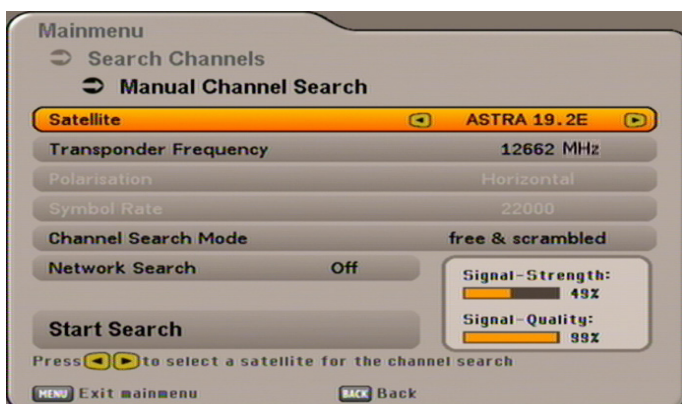 Mainmenu
Search Channels
Manual Channel Search
Satellite ASTRA 19.2E
Transponder Frequency 12662 MHz
Polarisation Horizontal
Symbol Rate 22000
Channel Search Mode free & scrambled
Network Search Off
Signal-Strength:
49%
Start Search
Signal-Quality:
99%
Press to select a satellite for the channel search
MENU Exit mainmenu BACK Back